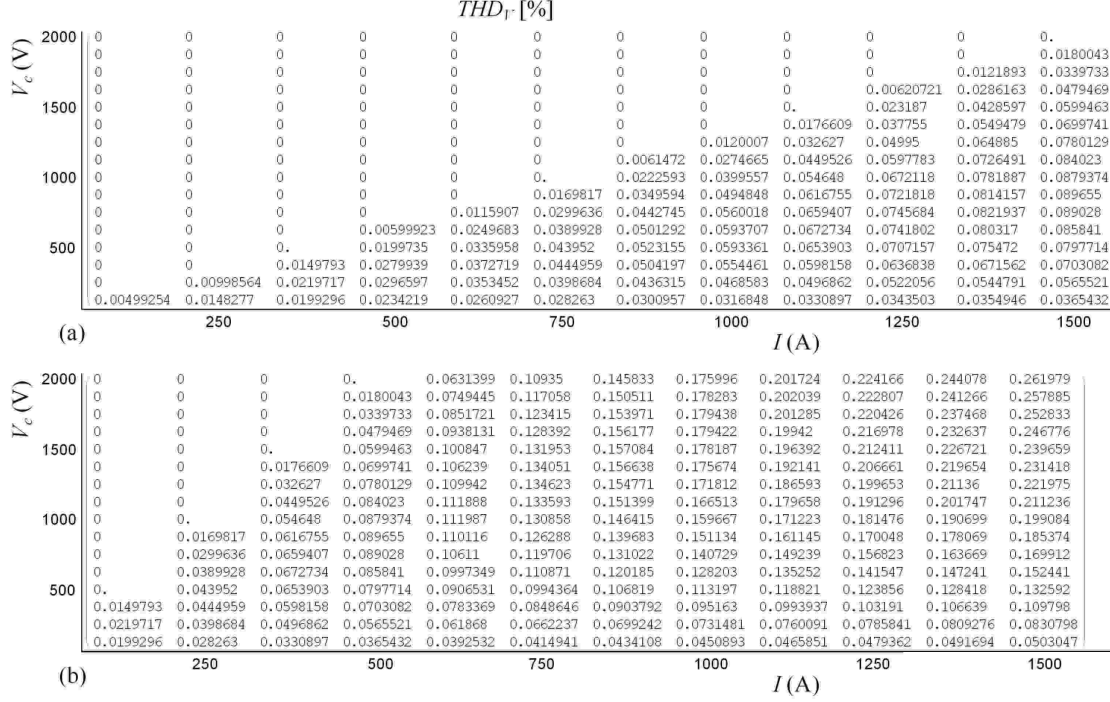 THD_V [%]
V_c (V)
2000 0 0 0 0 0 0 0 0 0 0 0 0.
0 0 0 0 0 0 0 0 0 0 0 0.0180043
0 0 0 0 0 0 0 0 0 0 0.0121893 0.0339733
0 0 0 0 0 0 0 0 0 0.00620721 0.0286163 0.0479469
1500 0 0 0 0 0 0 0 0 0. 0.023187 0.0428597 0.0599463
0 0 0 0 0 0 0 0 0.0176609 0.037755 0.0549479 0.0699741
0 0 0 0 0 0 0 0.0120007 0.032627 0.04995 0.064885 0.0780129
0 0 0 0 0 0 0.0061472 0.0274665 0.0449526 0.0597783 0.0726491 0.084023
1000 0 0 0 0 0 0. 0.0222593 0.0399557 0.054648 0.0672118 0.0781887 0.0879374
0 0 0 0 0 0.0169817 0.0349594 0.0494848 0.0616755 0.0721818 0.0814157 0.089655
0 0 0 0 0.0115907 0.0299636 0.0442745 0.0560018 0.0659407 0.0745684 0.0821937 0.089028
0 0 0 0.00599923 0.0249683 0.0389928 0.0501292 0.0593707 0.0672734 0.0741802 0.080317 0.085841
500 0 0 0. 0.0199735 0.0335958 0.043952 0.0523155 0.0593361 0.0653903 0.0707157 0.075472 0.0797714
0 0 0.0149793 0.0279939 0.0372719 0.0444959 0.0504197 0.0554461 0.0598158 0.0636838 0.0671562 0.0703082
0 0.00998564 0.0219717 0.0296597 0.0353452 0.0398684 0.0436315 0.0468583 0.0496862 0.0522056 0.0544791 0.0565521
0.00499254 0.0148277 0.0199296 0.0234219 0.0260927 0.028263 0.0300957 0.0316848 0.0330897 0.0343503 0.0354946 0.0365432
250 500 750 1000 1250 1500
(a) I (A)
V_c (V)
2000 0 0 0 0. 0.0631399 0.10935 0.145833 0.175996 0.201724 0.224166 0.244078 0.261979
0 0 0 0.0180043 0.0749445 0.117058 0.150511 0.178283 0.202039 0.222807 0.241266 0.257885
0 0 0 0.0339733 0.0851721 0.123415 0.153971 0.179438 0.201285 0.220426 0.237468 0.252833
0 0 0 0.0479469 0.0938131 0.128392 0.156177 0.179422 0.19942 0.216978 0.232637 0.246776
1500 0 0 0. 0.0599463 0.100847 0.131953 0.157084 0.178187 0.196392 0.212411 0.226721 0.239659
0 0 0.0176609 0.0699741 0.106239 0.134051 0.156638 0.175674 0.192141 0.206661 0.219654 0.231418
0 0 0.032627 0.0780129 0.109942 0.134623 0.154771 0.171812 0.186593 0.199653 0.21136 0.221975
0 0 0.0449526 0.084023 0.111888 0.133593 0.151399 0.166513 0.179658 0.191296 0.201747 0.211236
1000 0 0. 0.054648 0.0879374 0.111987 0.130858 0.146415 0.159667 0.171223 0.181476 0.190699 0.199084
0 0.0169817 0.0616755 0.089655 0.110116 0.126288 0.139683 0.151134 0.161145 0.170048 0.178069 0.185374
0 0.0299636 0.0659407 0.089028 0.10611 0.119706 0.131022 0.140729 0.149239 0.156823 0.163669 0.169912
0 0.0389928 0.0672734 0.085841 0.0997349 0.110871 0.120185 0.128203 0.135252 0.141547 0.147241 0.152441
500 0. 0.043952 0.0653903 0.0797714 0.0906531 0.0994364 0.106819 0.113197 0.118821 0.123856 0.128418 0.132592
0.0149793 0.0444959 0.0598158 0.0703082 0.0783369 0.0848646 0.0903792 0.095163 0.0993937 0.103191 0.106639 0.109798
0.0219717 0.0398684 0.0496862 0.0565521 0.061868 0.0662237 0.0699242 0.0731481 0.0760091 0.0785841 0.0809276 0.0830798
0.0199296 0.028263 0.0330897 0.0365432 0.0392532 0.0414941 0.0434108 0.0450893 0.0465851 0.0479362 0.0491694 0.0503047
250 500 750 1000 1250 1500
(b) I (A)